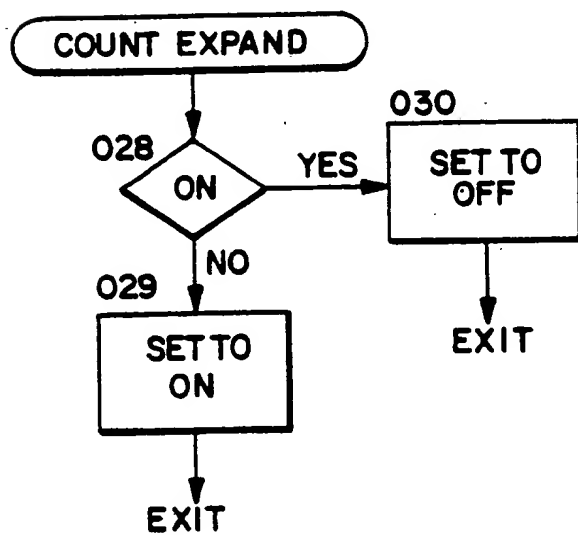 COUNT EXPAND
028
ON
YES
030
SET TO
OFF
EXIT
NO
029
SET TO
ON
EXIT